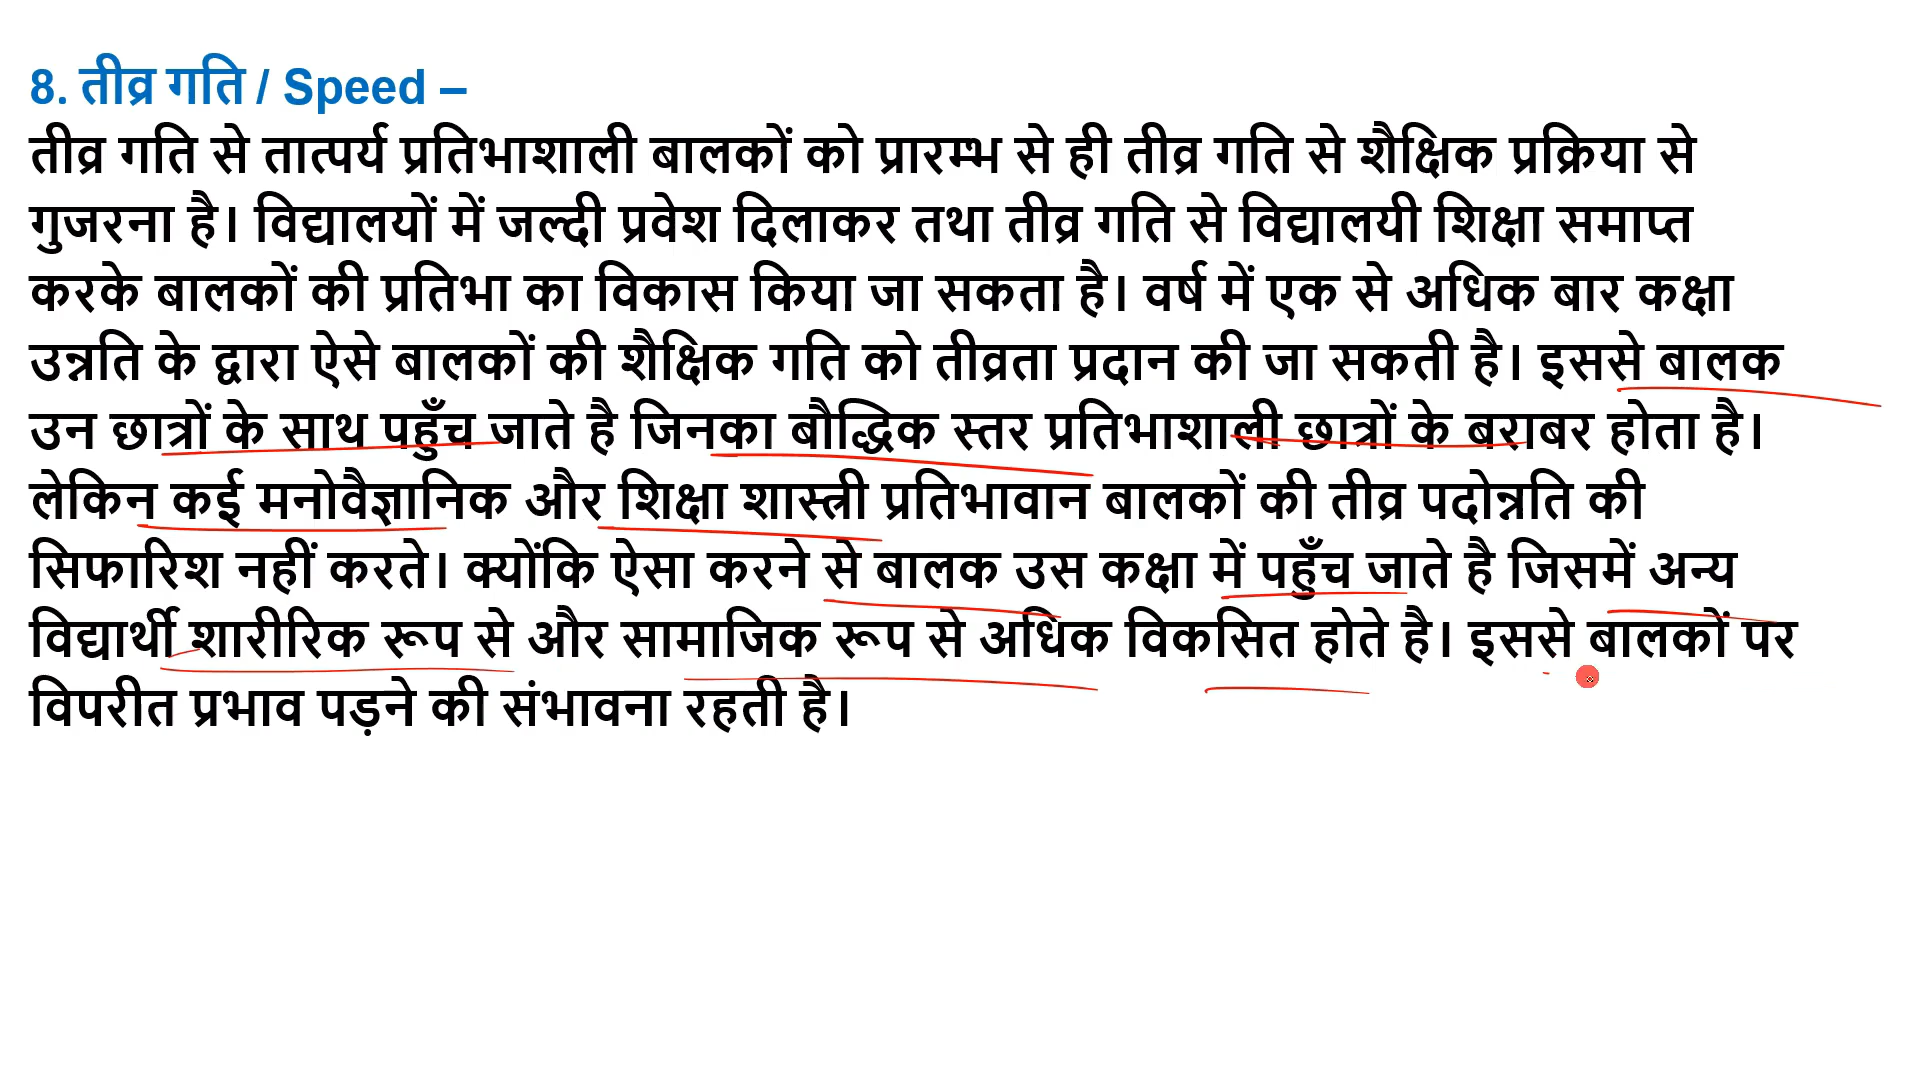 8. तीव्र गति / Speed –
तीव्र गति से तात्पर्य प्रतिभाशाली बालकों को प्रारम्भ से ही तीव्र गति से शैक्षिक प्रक्रिया से
गुजरना है। विद्यालयों में जल्दी प्रवेश दिलाकर तथा तीव्र गति से विद्यालयी शिक्षा समाप्त
करके बालकों की प्रतिभा का विकास किया जा सकता है। वर्ष में एक से अधिक बार कक्षा
उन्नति के द्वारा ऐसे बालकों की शैक्षिक गति को तीव्रता प्रदान की जा सकती है। इससे बालक
उन छात्रों के साथ पहुँच जाते है जिनका बौद्धिक स्तर प्रतिभाशाली छात्रों के बराबर होता है।
लेकिन कई मनोवैज्ञानिक और शिक्षा शास्त्री प्रतिभावान बालकों की तीव्र पदोन्नति की
सिफारिश नहीं करते। क्योंकि ऐसा करने से बालक उस कक्षा में पहुँच जाते है जिसमें अन्य
विद्यार्थी शारीरिक रूप से और सामाजिक रूप से अधिक विकसित होते है। इससे बालकों पर
विपरीत प्रभाव पड़ने की संभावना रहती है।